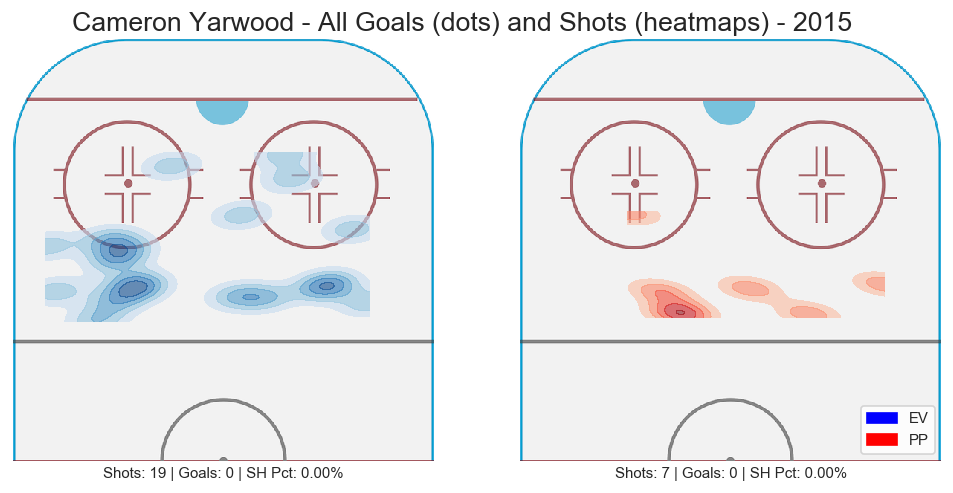 Cameron Yarwood - All Goals (dots) and Shots (heatmaps) - 2015
EV
PP
Shots: 19 | Goals: 0 | SH Pct: 0.00%
Shots: 7 | Goals: 0 | SH Pct: 0.00%